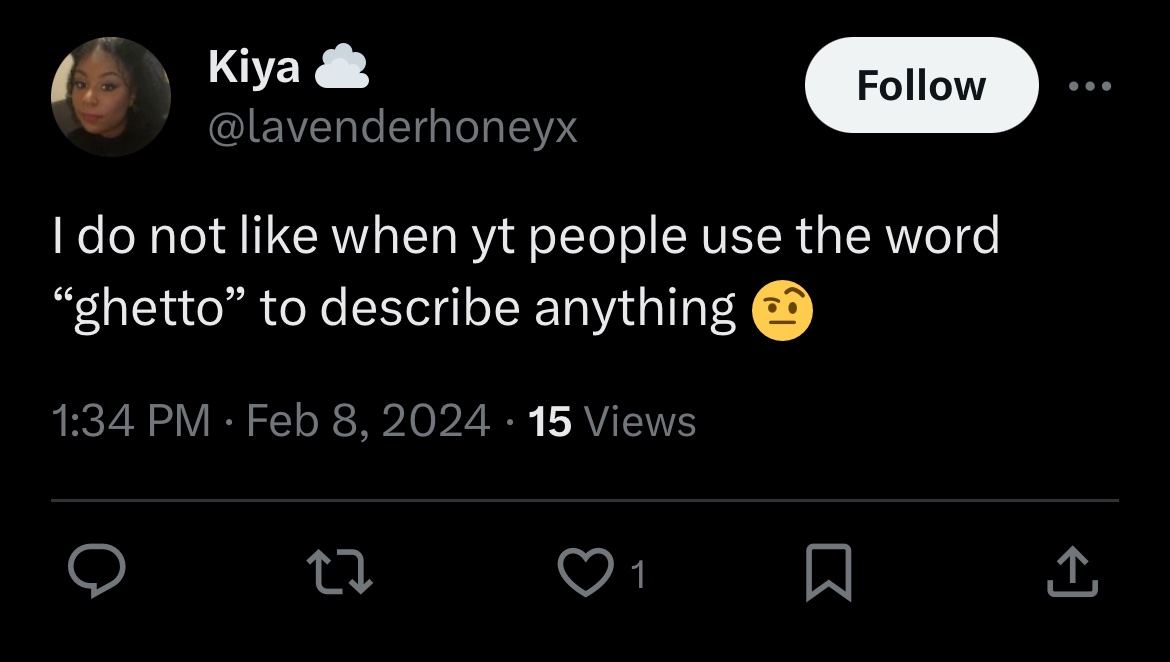 Kiya ☁️
Follow
@lavenderhoneyx
I do not like when yt people use the word
“ghetto” to describe anything 🤨
1:34 PM · Feb 8, 2024 · 15 Views
1